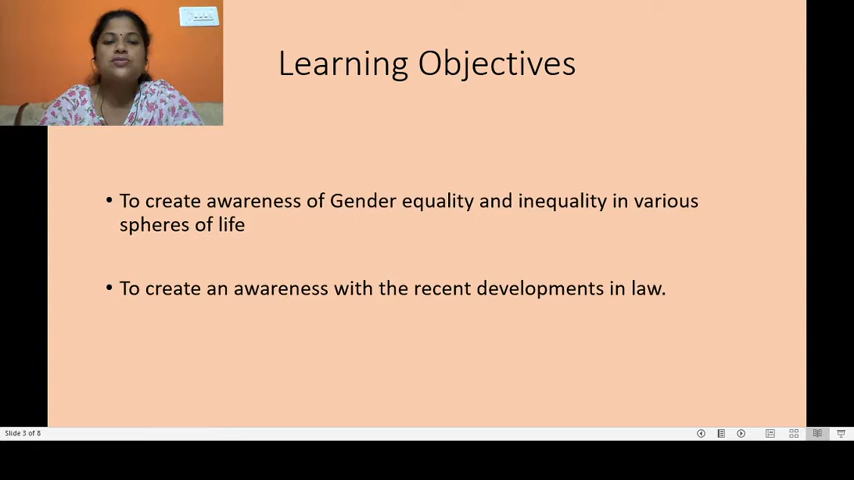 Learning Objectives
• To create awareness of Gender equality and inequality in various
spheres of life
• To create an awareness with the recent developments in law.
Slide 3 of 8